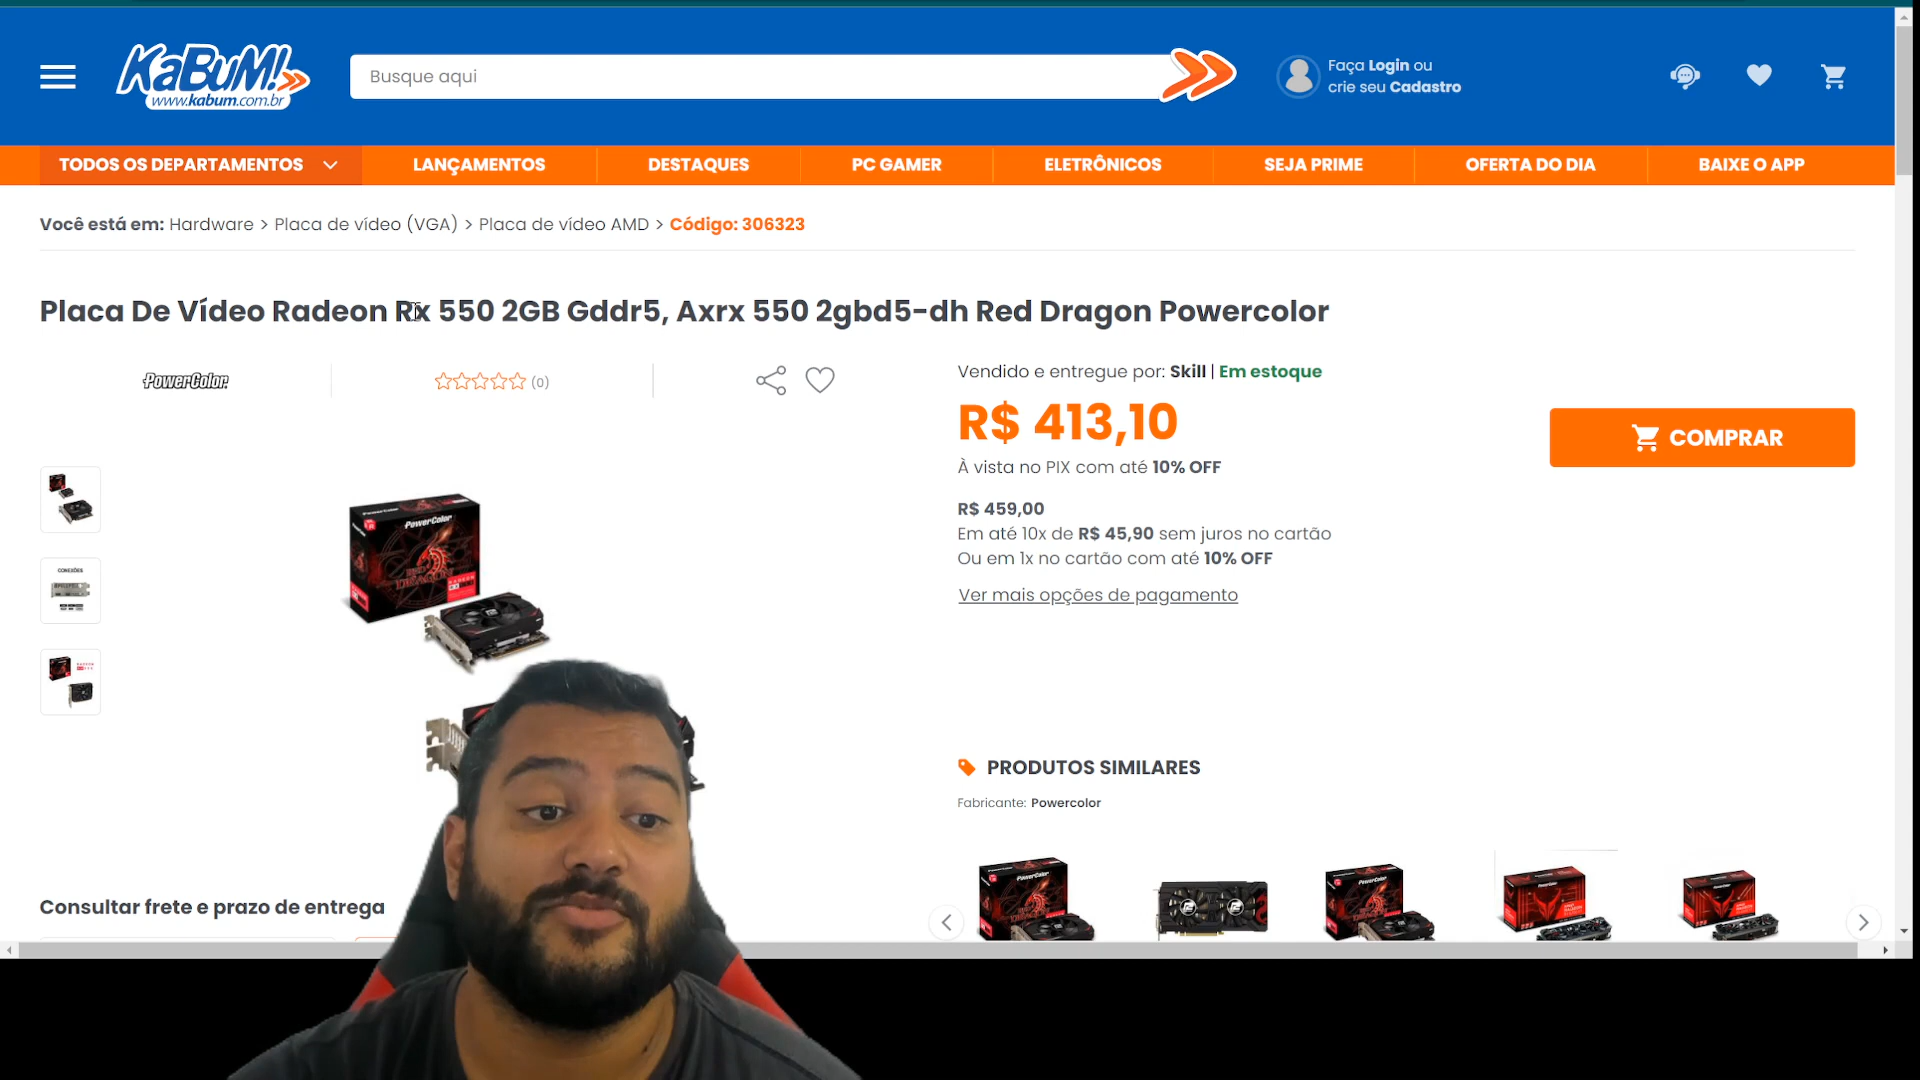 KaBuM!
www.kabum.com.br
Busque aqui
Faça Login ou
crie seu Cadastro
TODOS OS DEPARTAMENTOS
LANÇAMENTOS
DESTAQUES
PC GAMER
ELETRÔNICOS
SEJA PRIME
OFERTA DO DIA
BAIXE O APP
Você está em: Hardware > Placa de vídeo (VGA) > Placa de vídeo AMD > Código: 306323
Placa De Vídeo Radeon Rx 550 2GB Gddr5, Axrx 550 2gbd5-dh Red Dragon Powercolor
PowerColor
(0)
Vendido e entregue por: Skill | Em estoque
R$ 413,10
À vista no PIX com até 10% OFF
R$ 459,00
Em até 10x de R$ 45,90 sem juros no cartão
Ou em 1x no cartão com até 10% OFF
Ver mais opções de pagamento
COMPRAR
CONEXÕES
PowerColor
RED DRAGON
PRODUTOS SIMILARES
Fabricante: Powercolor
Consultar frete e prazo de entrega